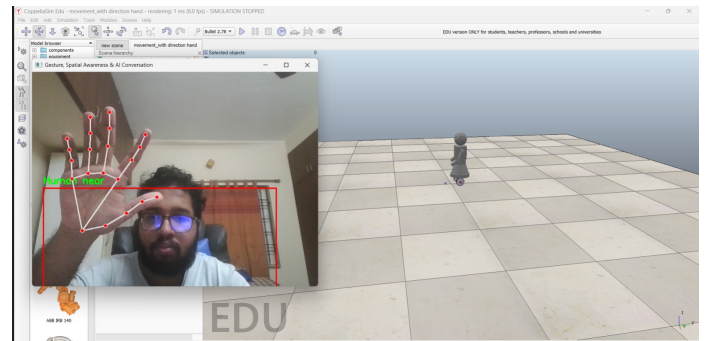 CoppeliaSim Edu - movement_with direction hand - rendering: 1 ms (6.0 fps) - SIMULATION STOPPED
File Edit Add Simulation Tools Modules Scenes Help
Bullet 2.78
EDU version ONLY for students, teachers, professors, schools and universities
Model browser
new scene movement_with direction hand
components
Scene hierarchy
Selected objects: 0
equipment
Gesture, Spatial Awareness & AI Conversation
Human near
ABB IRB 140
EDU